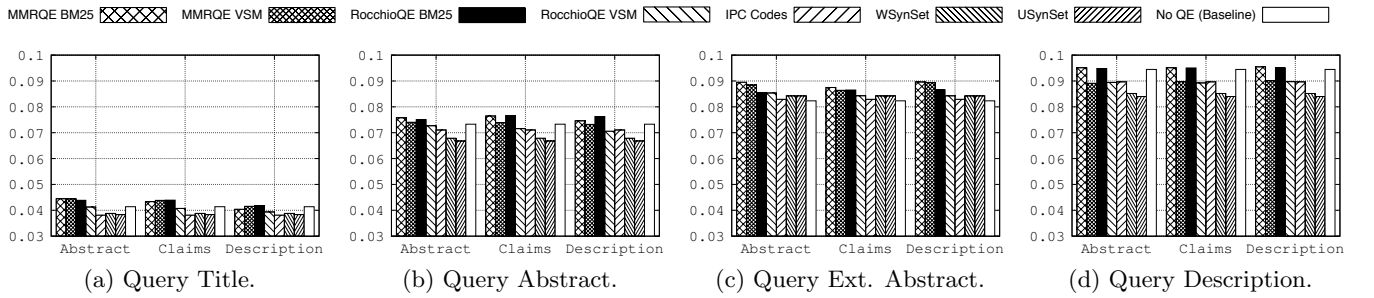 MMRQE BM25 MMRQE VSM RocchioQE BM25 RocchioQE VSM IPC Codes WSynSet USynSet No QE (Baseline)
0.1 0.1 0.1 0.1
0.09 0.09 0.09 0.09
0.08 0.08 0.08 0.08
0.07 0.07 0.07 0.07
0.06 0.06 0.06 0.06
0.05 0.05 0.05 0.05
0.04 0.04 0.04 0.04
0.03 0.03 0.03 0.03
Abstract Claims Description Abstract Claims Description Abstract Claims Description Abstract Claims Description
(a) Query Title. (b) Query Abstract. (c) Query Ext. Abstract. (d) Query Description.